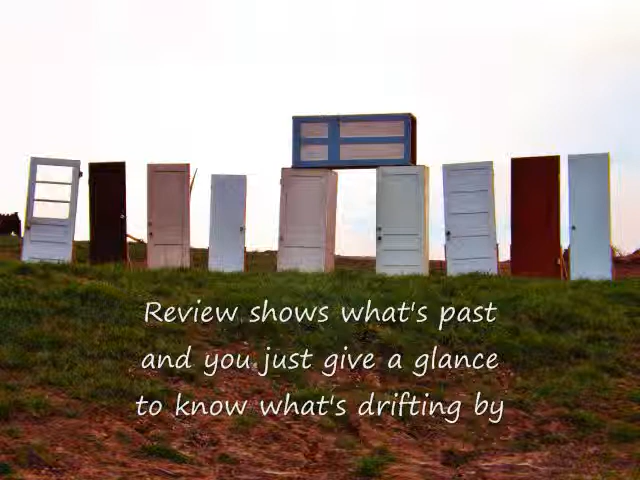 Review shows what's past
and you just give a glance
to know what's drifting by